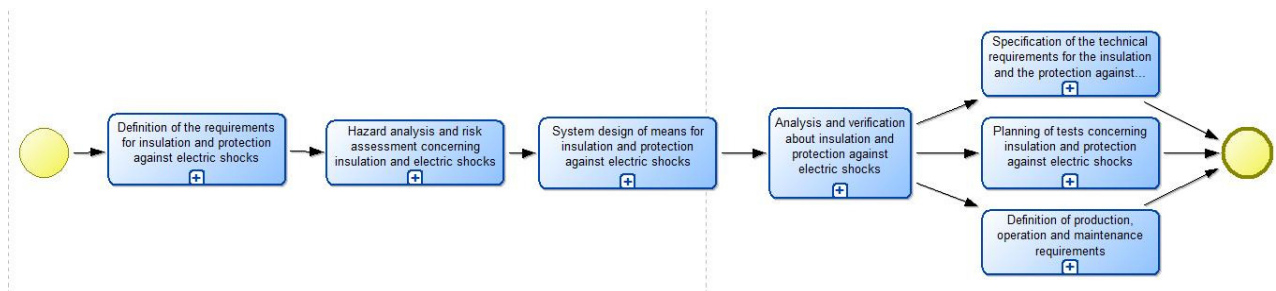 Definition of the requirements
for insulation and protection
against electric shocks
Hazard analysis and risk
assessment concerning
insulation and electric shocks
System design of means for
insulation and protection
against electric shocks
Analysis and verification
about insulation and
protection against
electric shocks
Specification of the technical
requirements for the insulation
and the protection against...
Planning of tests concerning
insulation and protection
against electric shocks
Definition of production,
operation and maintenance
requirements